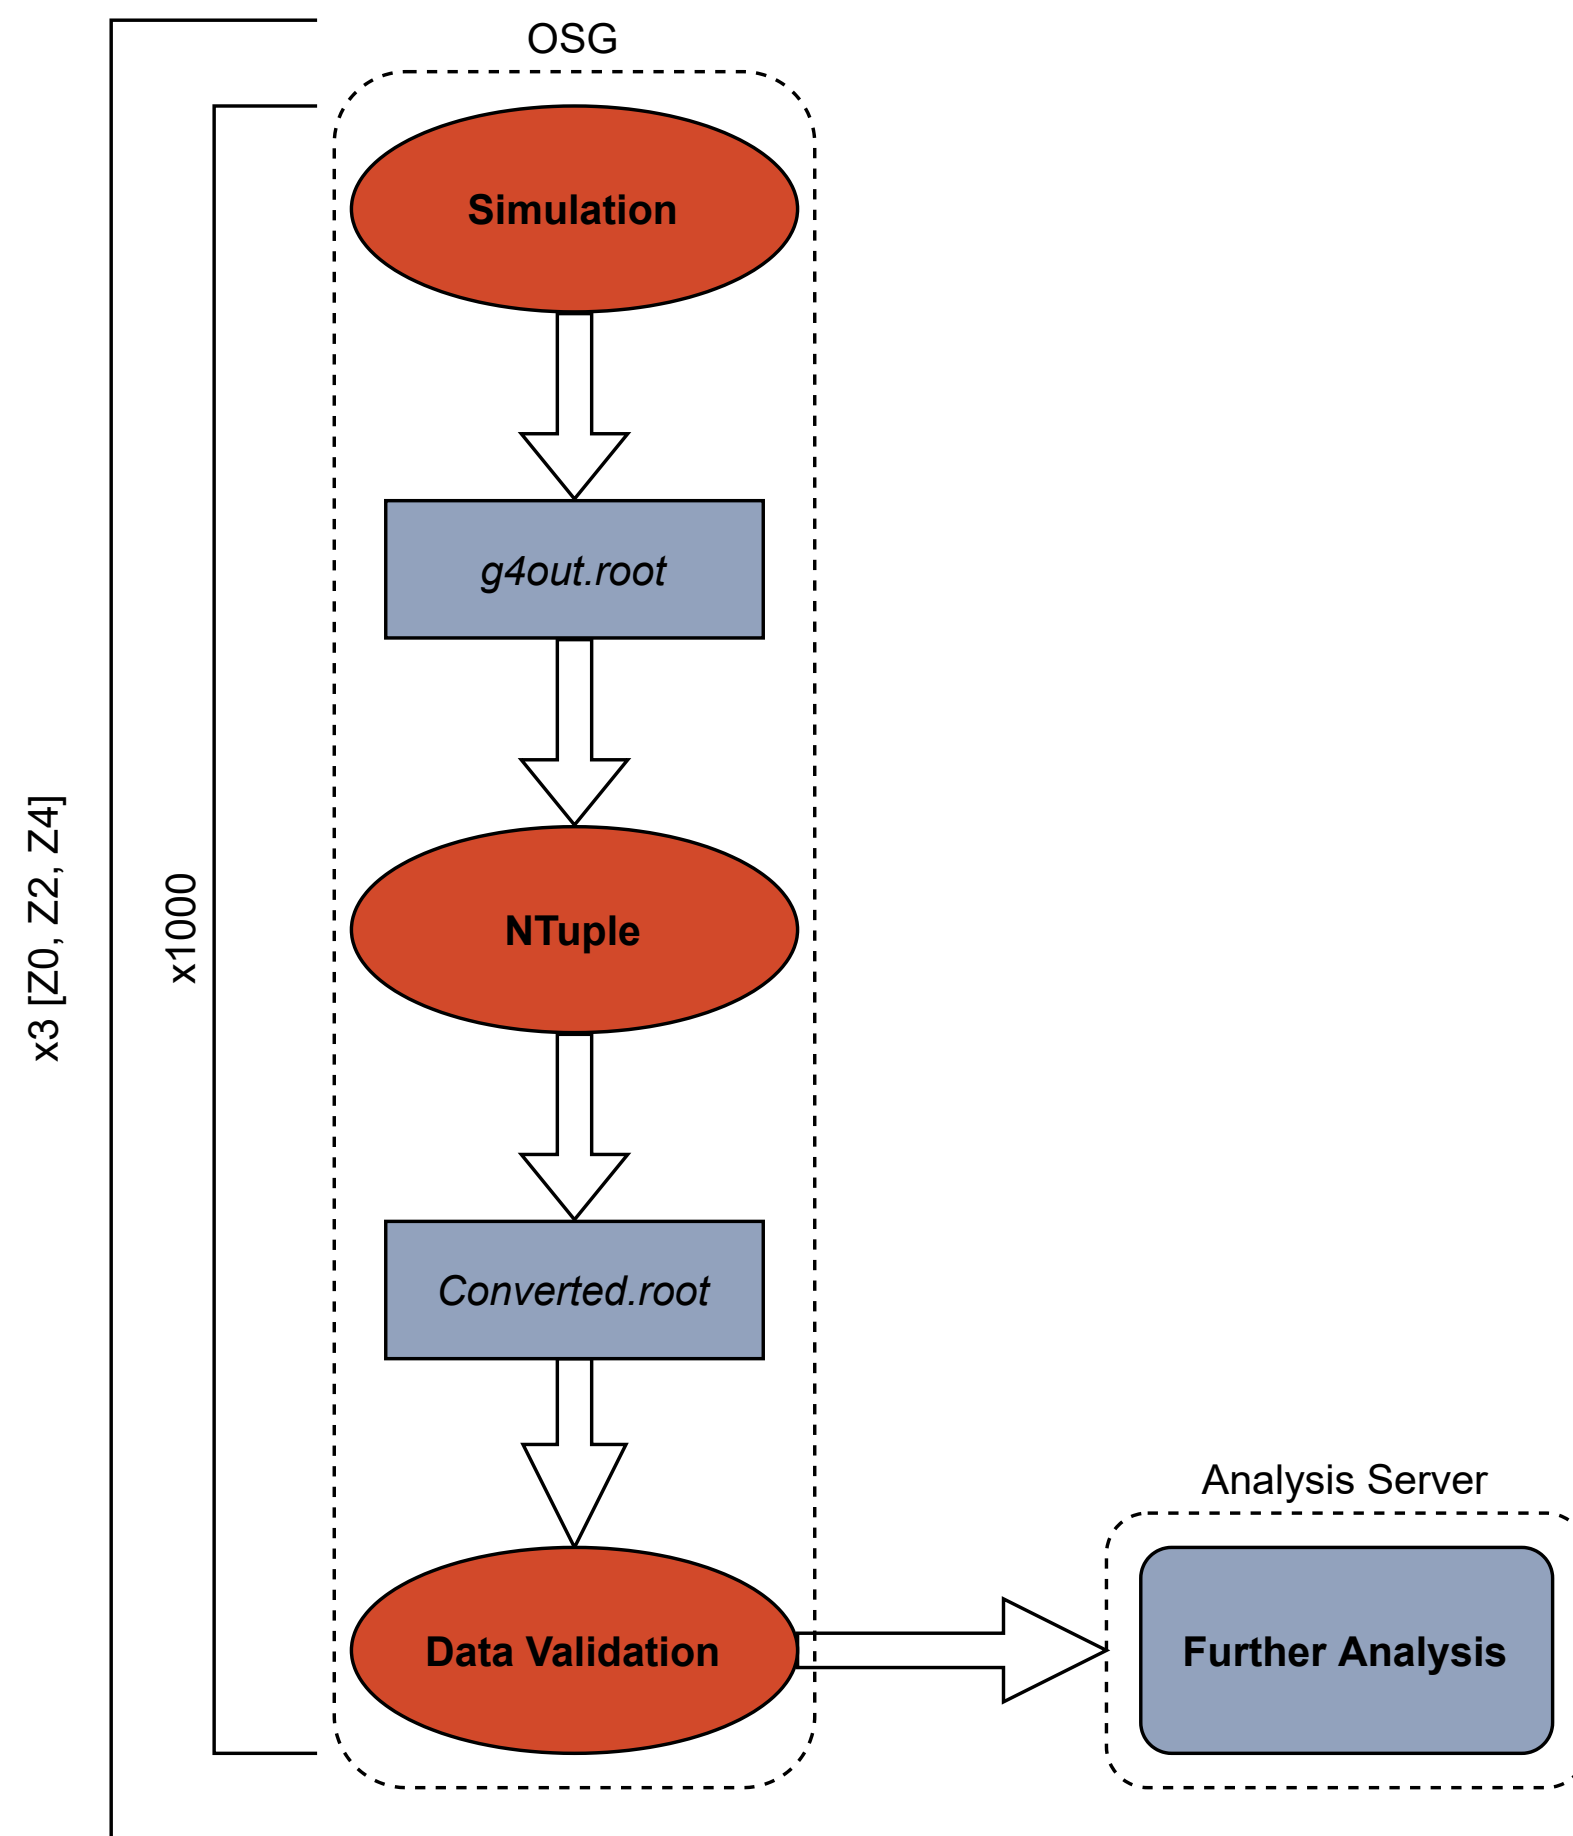 OSG
Simulation
g4out.root
x3 [Z0, Z2, Z4]
x1000
NTuple
Converted.root
Analysis Server
Data Validation
Further Analysis